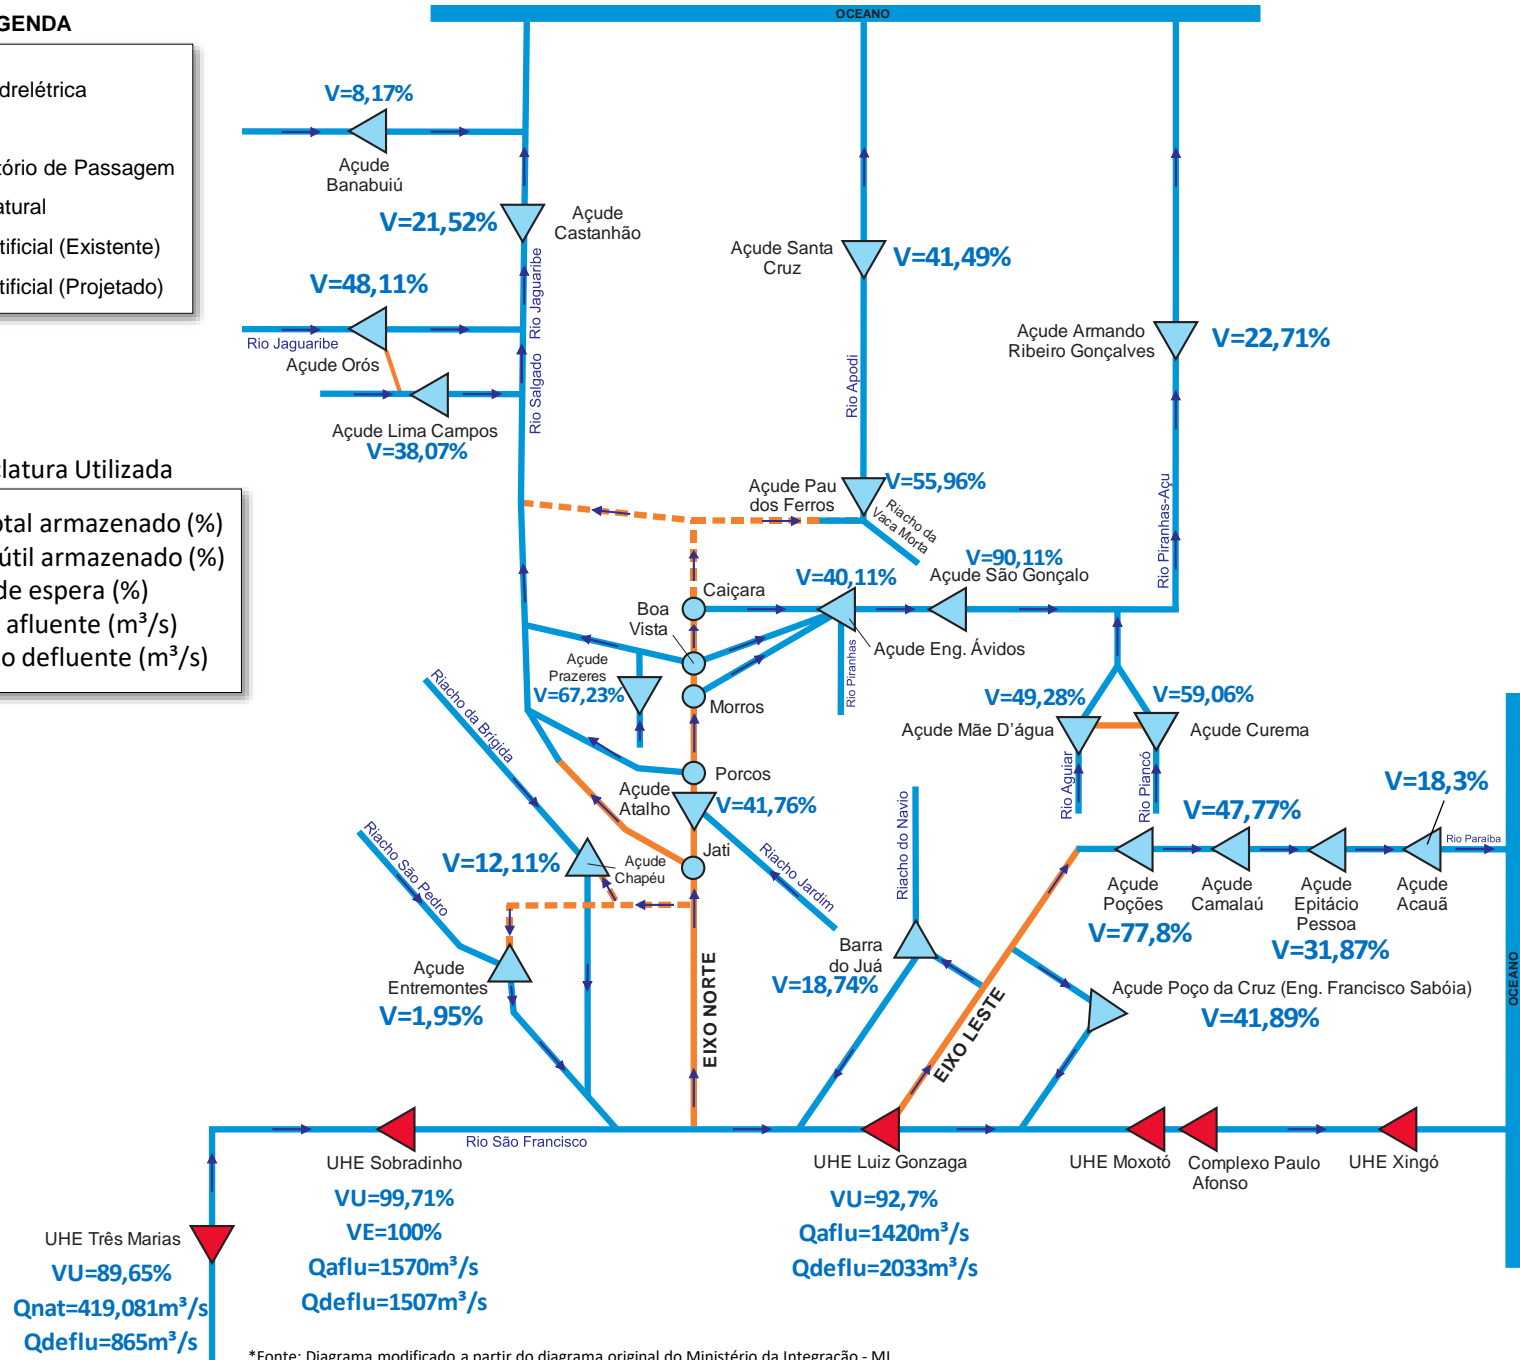 OCEANO
GENDA
drelétrica
tório de Passagem
atural
tificial (Existente)
tificial (Projetado)
V=8,17%
Açude
Banabuiú
V=21,52%
Açude
Castanhão
V=48,11%
Rio Jaguaribe
Açude Orós
Rio Jaguaribe
Rio Salgado
Açude Lima Campos
V=38,07%
Açude Santa
Cruz
V=41,49%
Rio Apodi
Açude Armando
Ribeiro Gonçalves
V=22,71%
Rio Piranhas-Açu
clatura Utilizada
otal armazenado (%)
útil armazenado (%)
de espera (%)
afluente (m³/s)
o defluente (m³/s)
Açude Pau
dos Ferros
V=55,96%
Riacho da
Vaca Morta
V=90,11%
Açude São Gonçalo
V=40,11%
Caiçara
Boa
Vista
Açude Eng. Ávidos
Rio Piranhas
Açude
Prazeres
V=67,23%
Morros
Riacho da Brígida
Porcos
Açude
Atalho
V=41,76%
V=49,28%
V=59,06%
Açude Mãe D'água
Açude Curema
Rio Aguiar
Rio Piancó
V=18,3%
V=47,77%
Rio Paraíba
Riacho São Pedro
V=12,11%
Açude
Chapéu
Jati
Riacho Jardim
Riacho do Navio
Açude
Poções
Açude
Camalaú
Açude
Epitácio
Pessoa
Açude
Acauã
V=77,8%
V=31,87%
Açude
Entremontes
V=1,95%
Barra
do Juá
V=18,74%
Açude Poço da Cruz (Eng. Francisco Sabóia)
V=41,89%
EIXO NORTE
EIXO LESTE
OCEANO
Rio São Francisco
UHE Sobradinho
VU=99,71%
VE=100%
Qaflu=1570m³/s
Qdeflu=1507m³/s
UHE Luiz Gonzaga
VU=92,7%
Qaflu=1420m³/s
Qdeflu=2033m³/s
UHE Moxotó
Complexo Paulo
Afonso
UHE Xingó
UHE Três Marias
VU=89,65%
Qnat=419,081m³/s
Qdeflu=865m³/s
*Fonte: Diagrama modificado a partir do diagrama original do Ministério da Integração - MI